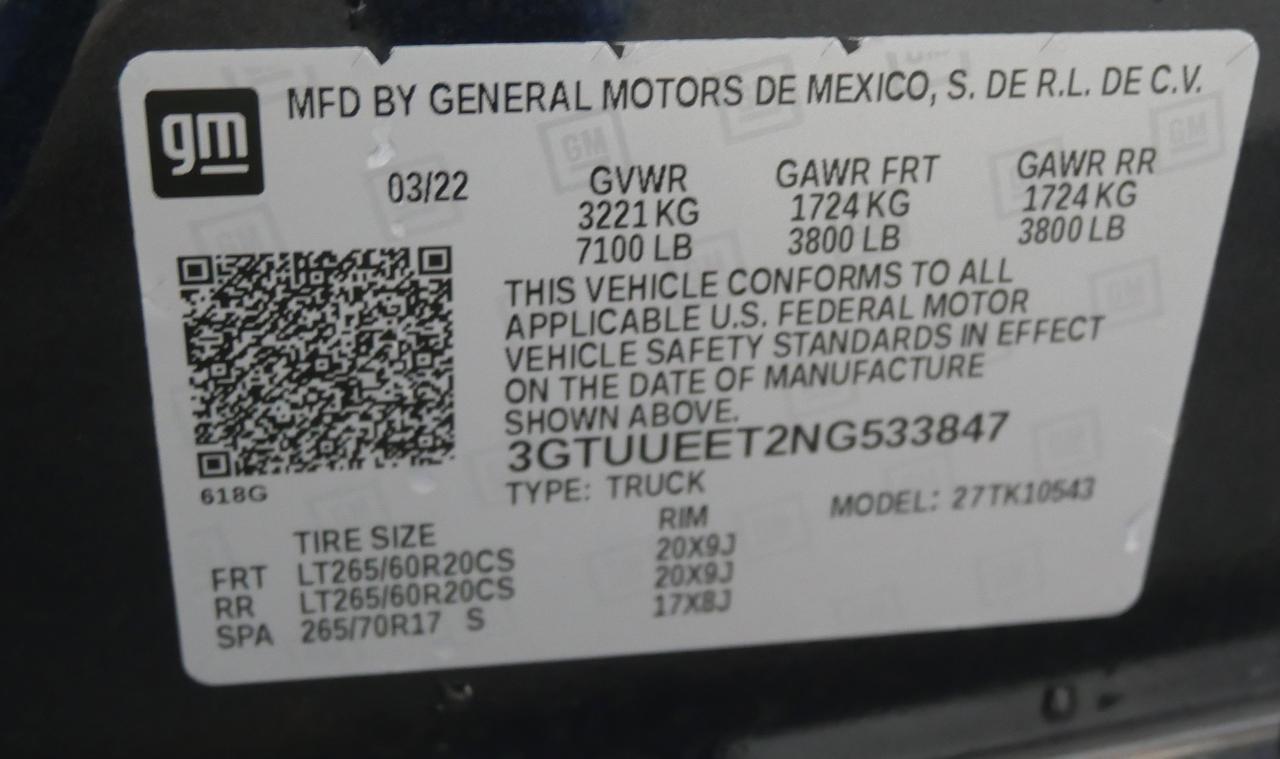 MFD BY GENERAL MOTORS DE MEXICO, S. DE R.L. DE C.V.
gm
03/22 GVWR GAWR FRT GAWR RR
3221 KG 1724 KG 1724 KG
7100 LB 3800 LB 3800 LB
THIS VEHICLE CONFORMS TO ALL
APPLICABLE U.S. FEDERAL MOTOR
VEHICLE SAFETY STANDARDS IN EFFECT
ON THE DATE OF MANUFACTURE
SHOWN ABOVE.
3GTUUEET2NG533847
618G
TYPE: TRUCK MODEL: 27TK10543
TIRE SIZE RIM
FRT LT265/60R20CS 20X9J
RR LT265/60R20CS 20X9J
SPA 265/70R17 S 17X8J